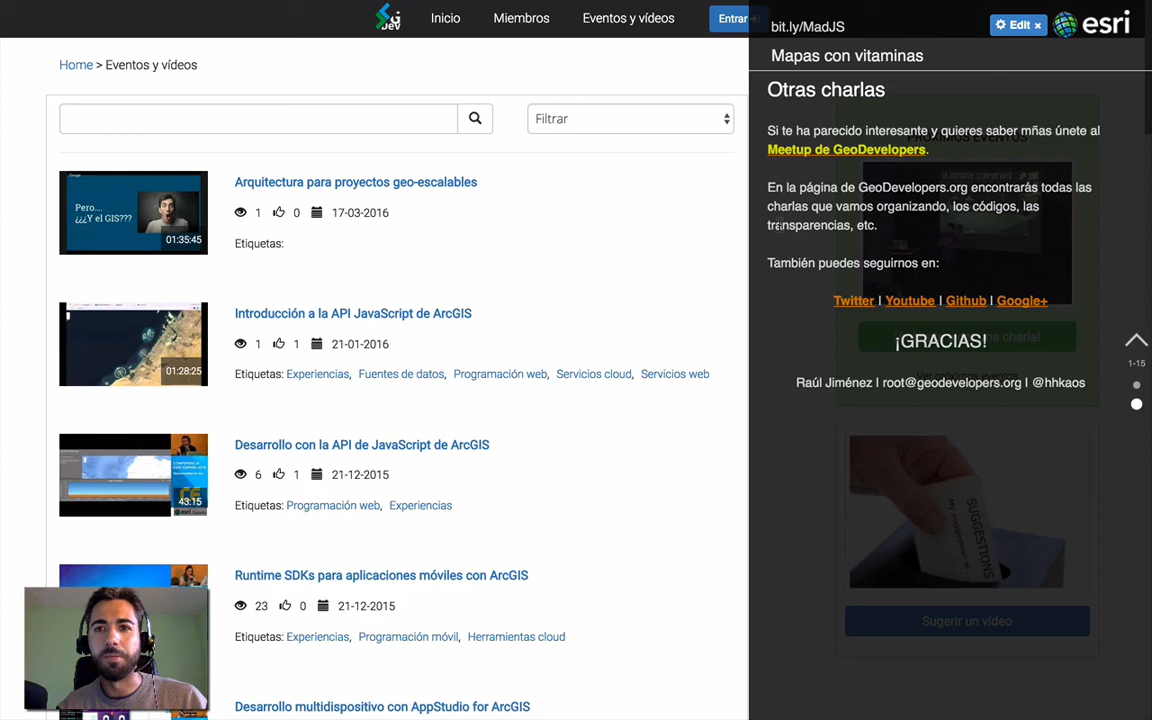 Inicio Miembros Eventos y vídeos Entrar
bit.ly/MadJS
Edit ×
esri
Home > Eventos y vídeos
Mapas con vitaminas
Otras charlas
Filtrar
Si te ha parecido interesante y quieres saber mñas únete al
Meetup de GeoDevelopers.
En la página de GeoDevelopers.org encontrarás todas las
charlas que vamos organizando, los códigos, las
transparencias, etc.
También puedes seguirnos en:
Twitter | Youtube | Github | Google+
¡GRACIAS!
Raúl Jiménez | root@geodevelopers.org | @hhkaos
1-15
Pero....
¿¿¿Y el GIS???
01:35:45
Arquitectura para proyectos geo-escalables
1 0 17-03-2016
Etiquetas:
01:28:25
Introducción a la API JavaScript de ArcGIS
1 1 21-01-2016
Etiquetas: Experiencias, Fuentes de datos, Programación web, Servicios cloud, Servicios web
43:15
Desarrollo con la API de JavaScript de ArcGIS
6 1 21-12-2015
Etiquetas: Programación web, Experiencias
Runtime SDKs para aplicaciones móviles con ArcGIS
23 0 21-12-2015
Etiquetas: Experiencias, Programación móvil, Herramientas cloud
Desarrollo multidispositivo con AppStudio for ArcGIS
SUGGESTIONS
Sugerir un vídeo